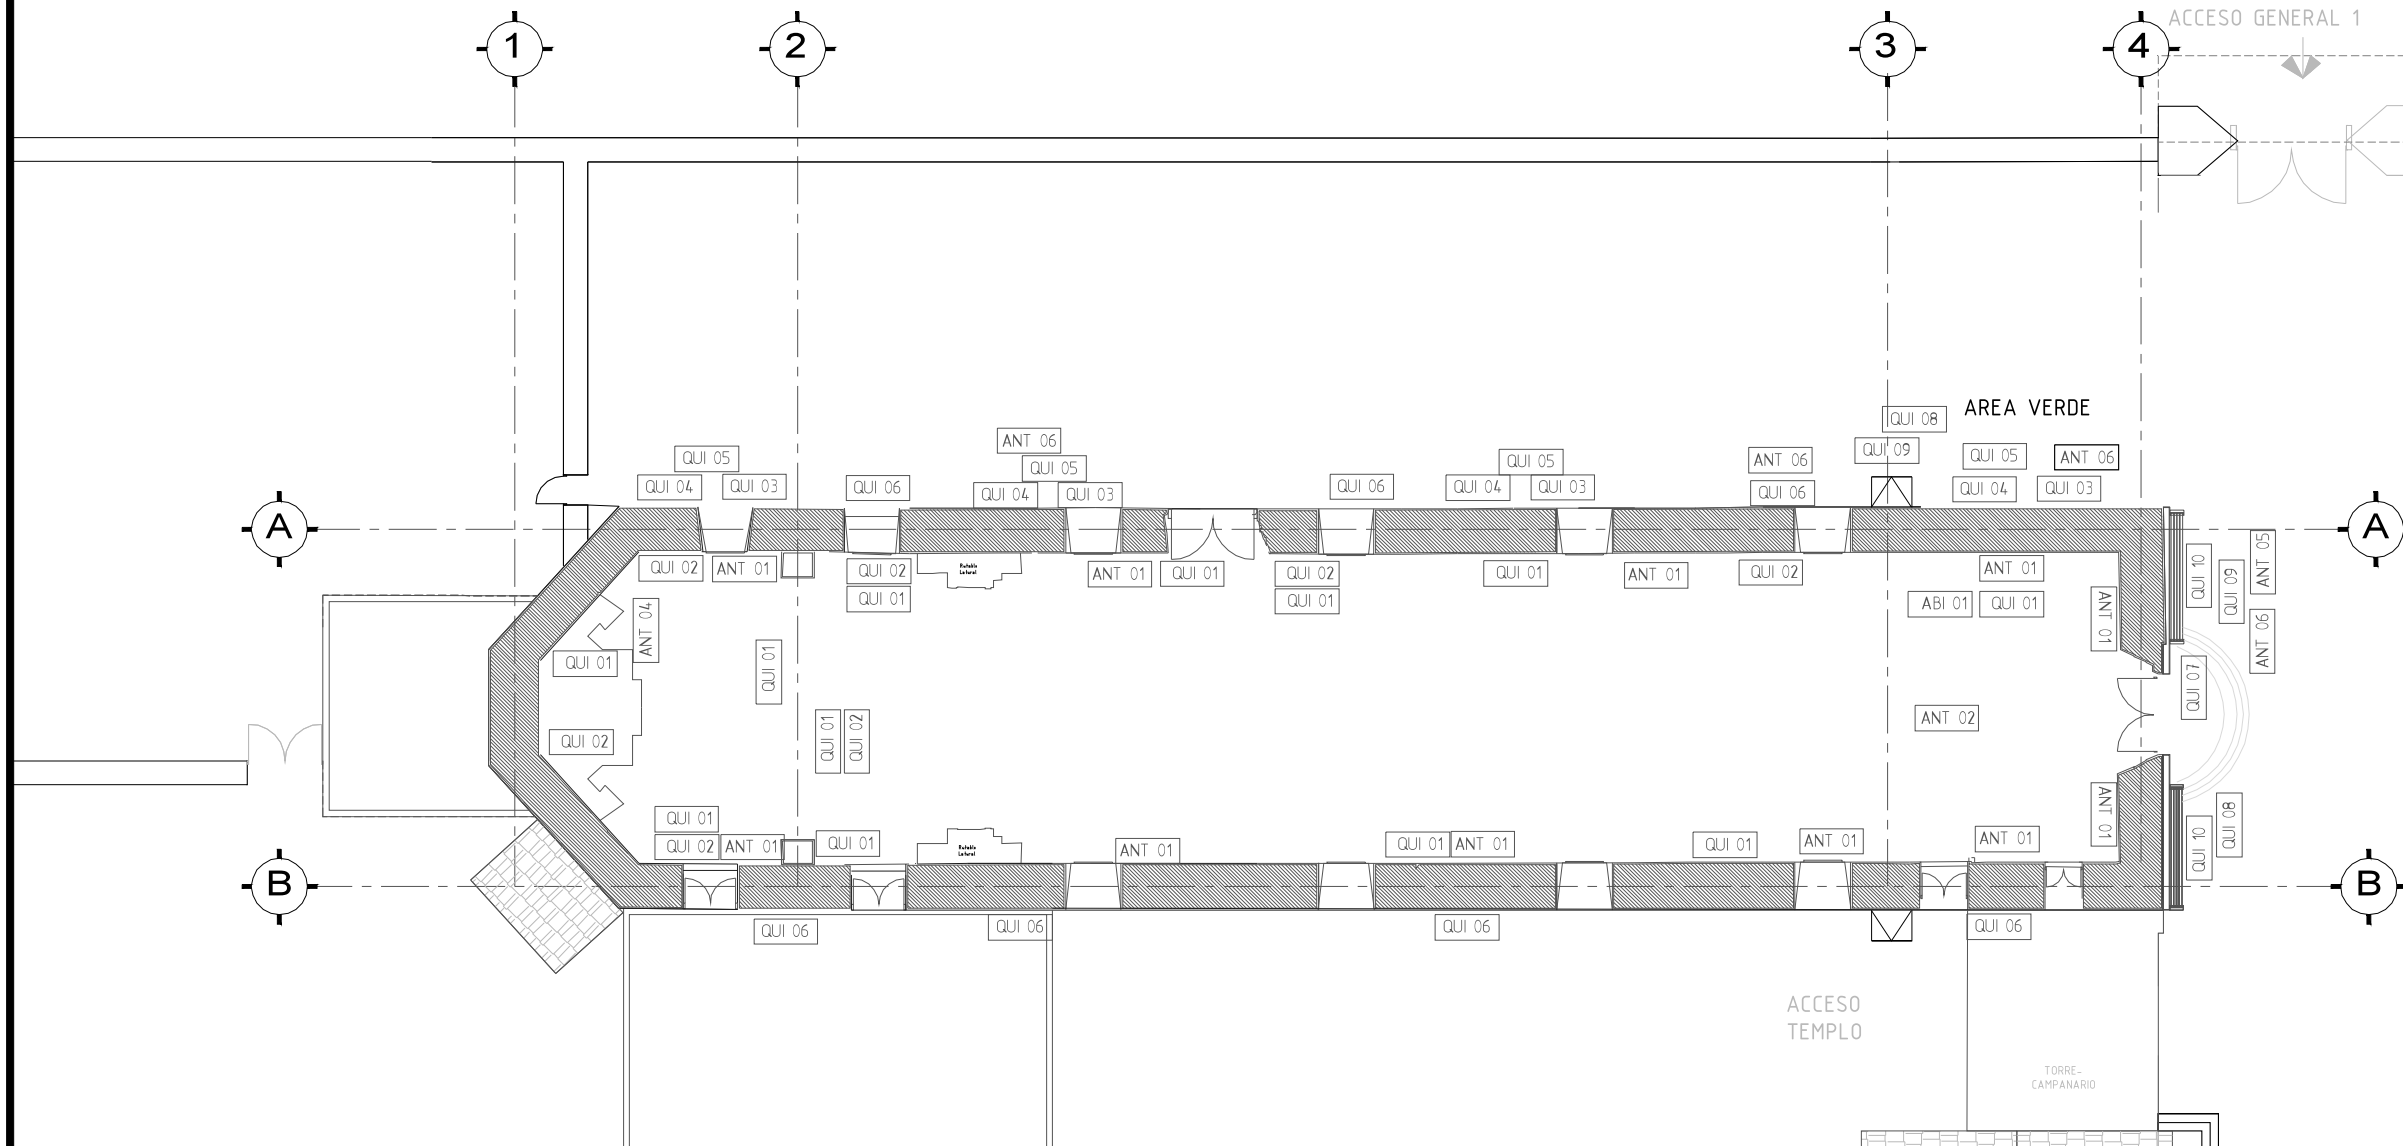 ACCESO GENERAL 1
1
2
3
4
AREA VERDE
QUI 08
ANT 06
QUI 09
QUI 05
QUI 05
QUI 05
ANT 06
QUI 05
ANT 06
QUI 04
QUI 03
QUI 06
QUI 04
QUI 03
QUI 06
QUI 04
QUI 03
QUI 06
QUI 04
QUI 03
A
A
QUI 02
ANT 01
QUI 02
Retablo
Lateral
ANT 01
QUI 01
QUI 02
QUI 01
ANT 01
QUI 02
ANT 01
QUI 10
QUI 09
ANT 05
QUI 01
QUI 01
ABI 01
QUI 01
ANT 01
ANT 06
ANT 04
QUI 01
QUI 01
QUI 07
QUI 02
QUI 01
QUI 02
ANT 02
QUI 01
ANT 01
QUI 08
QUI 02
ANT 01
QUI 01
Retablo
Lateral
ANT 01
QUI 01
ANT 01
QUI 01
ANT 01
ANT 01
QUI 10
B
B
QUI 06
QUI 06
QUI 06
QUI 06
ACCESO
TEMPLO
TORRE-
CAMPANARIO